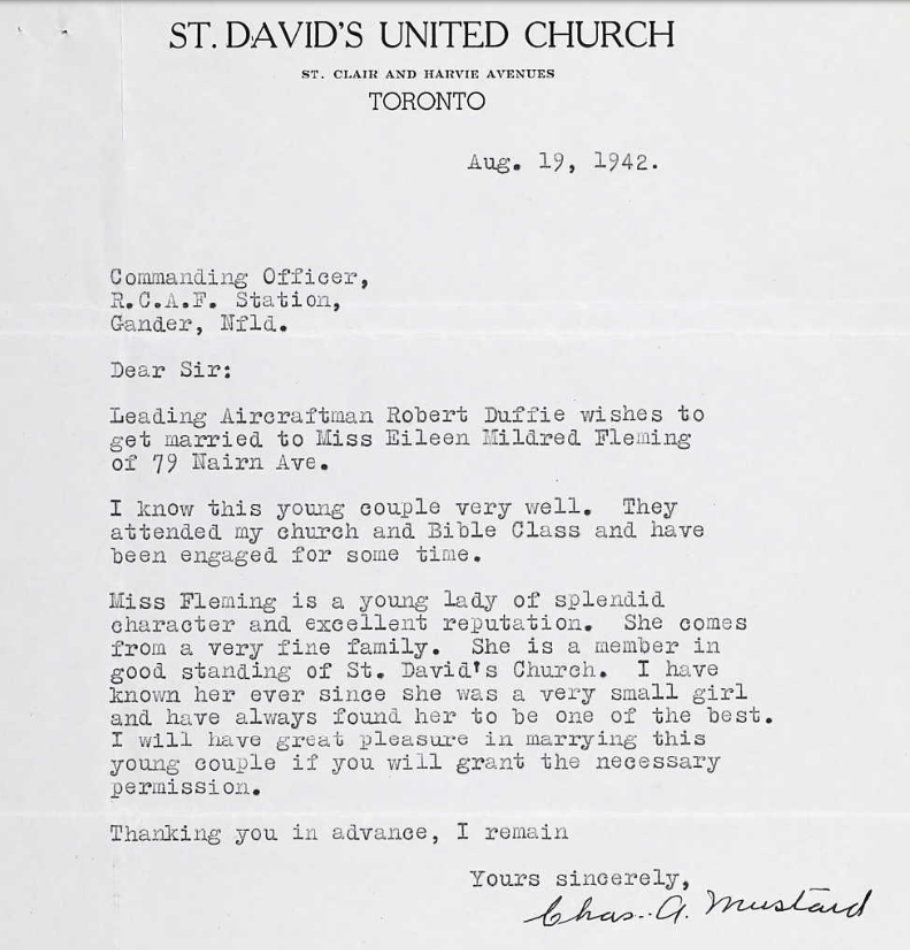 ST. DAVID'S UNITED CHURCH
ST. CLAIR AND HARVIE AVENUES
TORONTO
Aug. 19, 1942.
Commanding Officer,
R.C.A.F. Station,
Gander, Nfld.
Dear Sir:
Leading Aircraftman Robert Duffie wishes to
get married to Miss Eileen Mildred Fleming
of 79 Nairn Ave.
I know this young couple very well. They
attended my church and Bible Class and have
been engaged for some time.
Miss Fleming is a young lady of splendid
character and excellent reputation. She comes
from a very fine family. She is a member in
good standing of St. David's Church. I have
known her ever since she was a very small girl
and have always found her to be one of the best.
I will have great pleasure in marrying this
young couple if you will grant the necessary
permission.
Thanking you in advance, I remain
Yours sincerely,
Chas. A. Mustard